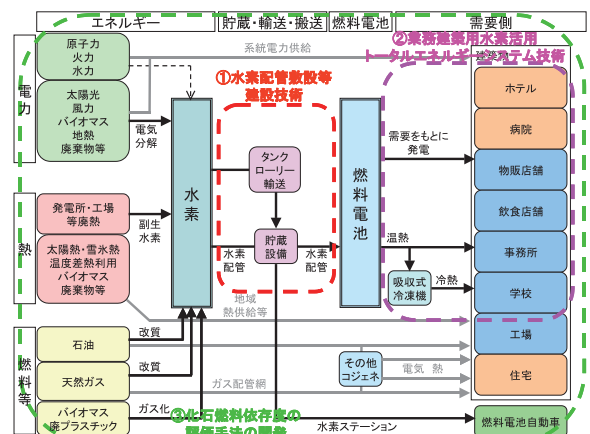 エネルギー
貯蔵・輸送・搬送
燃料電池
需要側
電力
原子力
火力
水力
太陽光
風力
バイオマス
地熱
廃棄物等
系統電力供給
②業務建築用水素活用
トータルエネルギーシステム技術
①水素配管敷設等
建設技術
電気
分解
水素
タンク
ローリー
輸送
貯蔵
設備
水素
配管
水素
配管
燃料電池
需要をもとに
発電
温熱
吸収式
冷凍機
冷熱
ホテル
病院
物販店舗
飲食店舗
事務所
学校
工場
住宅
熱
発電所・工場
等廃熱
副生
水素
太陽熱・雪氷熱
温度差熱利用
バイオマス
廃棄物等
地域
熱供給等
燃料等
石油
改質
天然ガス
改質
ガス配管網
その他
コジェネ
電気 熱
バイオマス
廃プラスチック
ガス化
③化石燃料依存度の
評価手法の開発
水素ステーション
燃料電池自動車